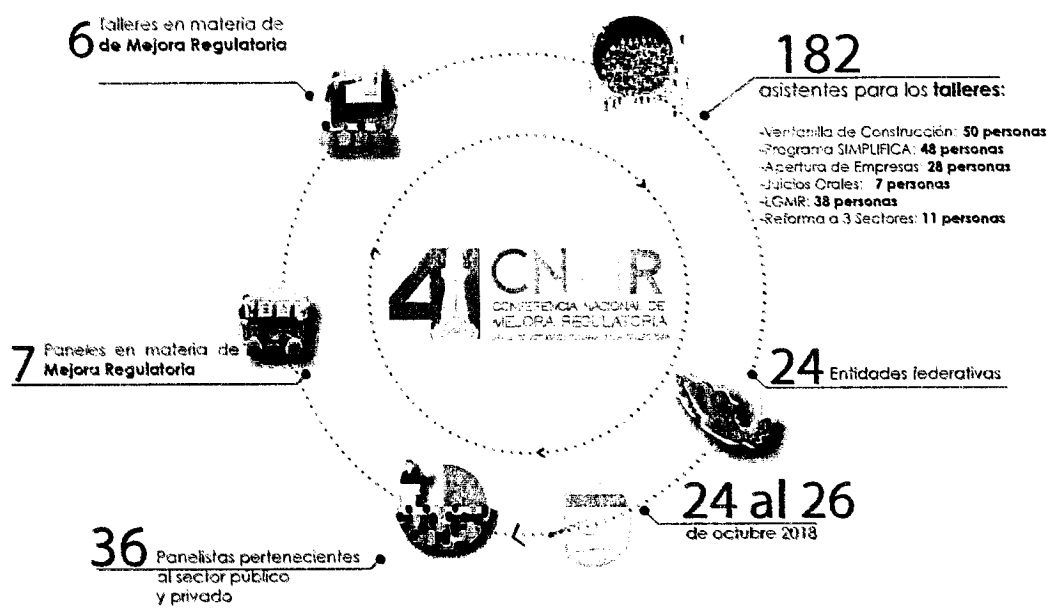 6 Talleres en materia de
de Mejora Regulatoria
182
asistentes para los talleres:
-Ventanilla de Construcción: 50 personas
-Programa SIMPLIFICA: 48 personas
-Apertura de Empresas: 28 personas
-Juicios Orales: 7 personas
-LGMR: 38 personas
-Reforma a 3 Sectores: 11 personas
41 CN R
CONFERENCIA NACIONAL DE
MEJORA REGULATORIA
7 Paneles en materia de
Mejora Regulatoria
24 Entidades federativas
24 al 26
de octubre 2018
36 Panelistas pertenecientes
al sector público
y privado